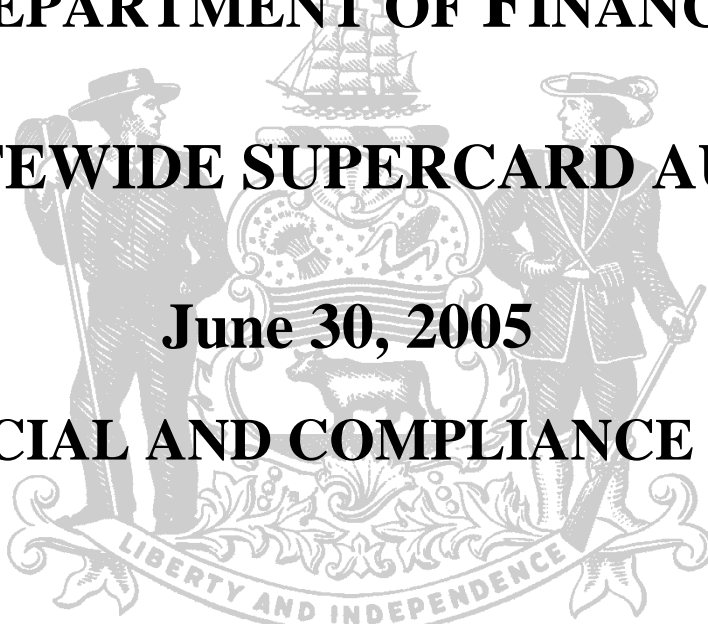 EPARTMENT OF FINANC
TEWIDE SUPERCARD AU
June 30, 2005
CIAL AND COMPLIANCE
LIBERTY AND INDEPENDENCE